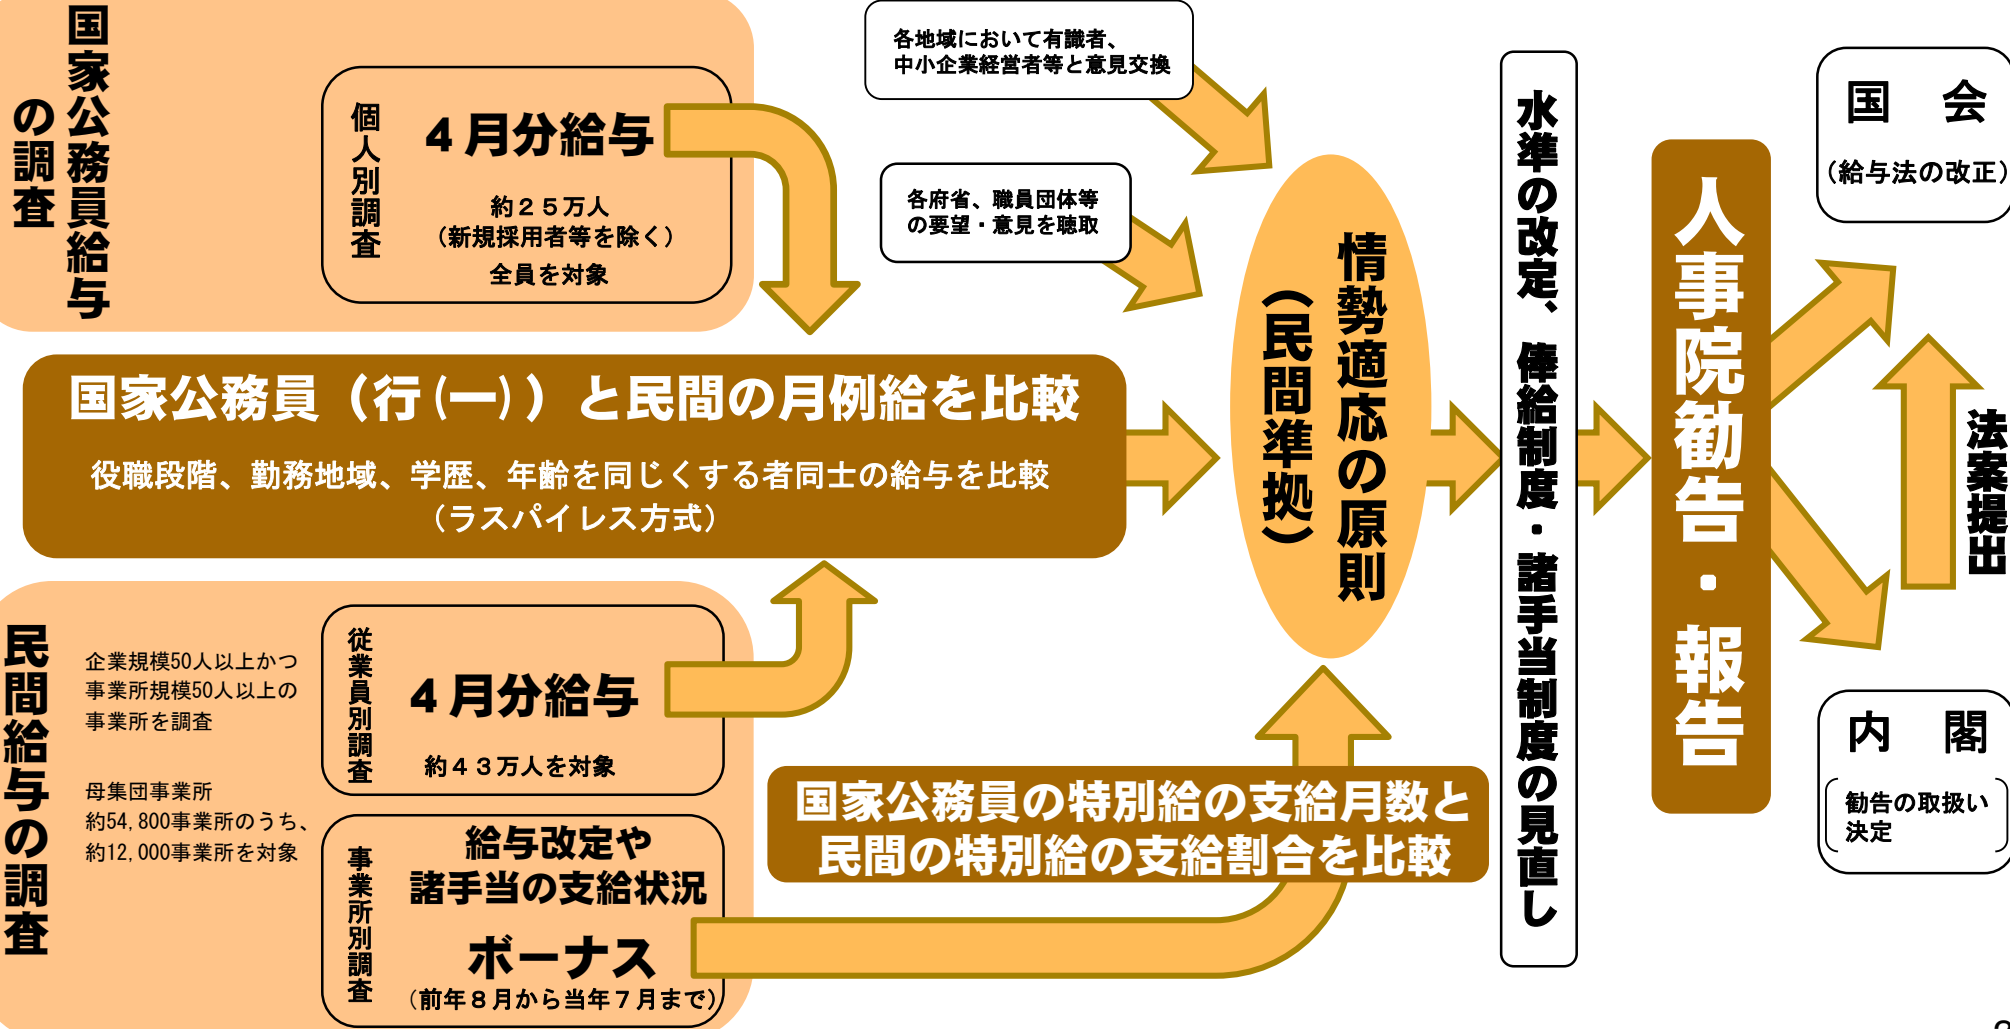 国家公務員給与
の調査
個人別調査
４月分給与
約２５万人
（新規採用者等を除く）
全員を対象
各地域において有識者、
中小企業経営者等と意見交換
各府省、職員団体等
の要望・意見を聴取
国家公務員（行(一)）と民間の月例給を比較
役職段階、勤務地域、学歴、年齢を同じくする者同士の給与を比較
（ラスパイレス方式）
民間給与の調査
企業規模50人以上かつ
事業所規模50人以上の
事業所を調査
母集団事業所
約54,800事業所のうち、
約12,000事業所を対象
従業員別調査
４月分給与
約４３万人を対象
事業所別調査
給与改定や
諸手当の支給状況
ボーナス
（前年８月から当年７月まで）
国家公務員の特別給の支給月数と
民間の特別給の支給割合を比較
情勢適応の原則
（民間準拠）
水準の改定、俸給制度・諸手当制度の見直し
人事院勧告・報告
国　会
（給与法の改正）
法案提出
内　閣
勧告の取扱い
決定